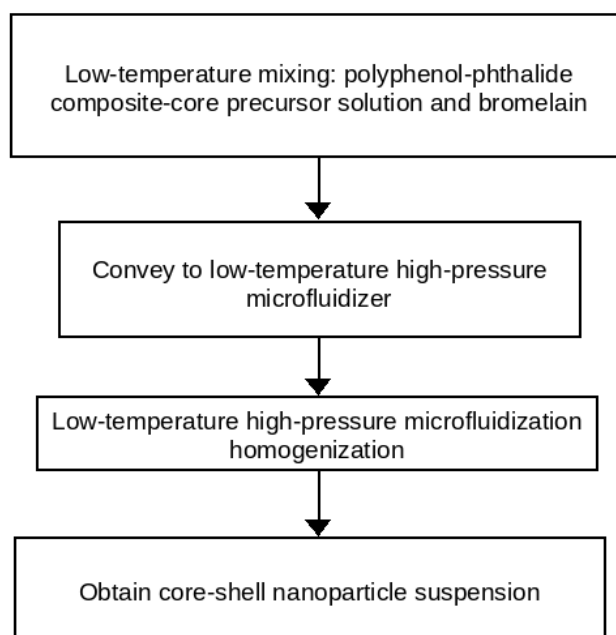 Low-temperature mixing: polyphenol-phthalide
composite-core precursor solution and bromelain
Convey to low-temperature high-pressure
microfluidizer
Low-temperature high-pressure microfluidization
homogenization
Obtain core-shell nanoparticle suspension